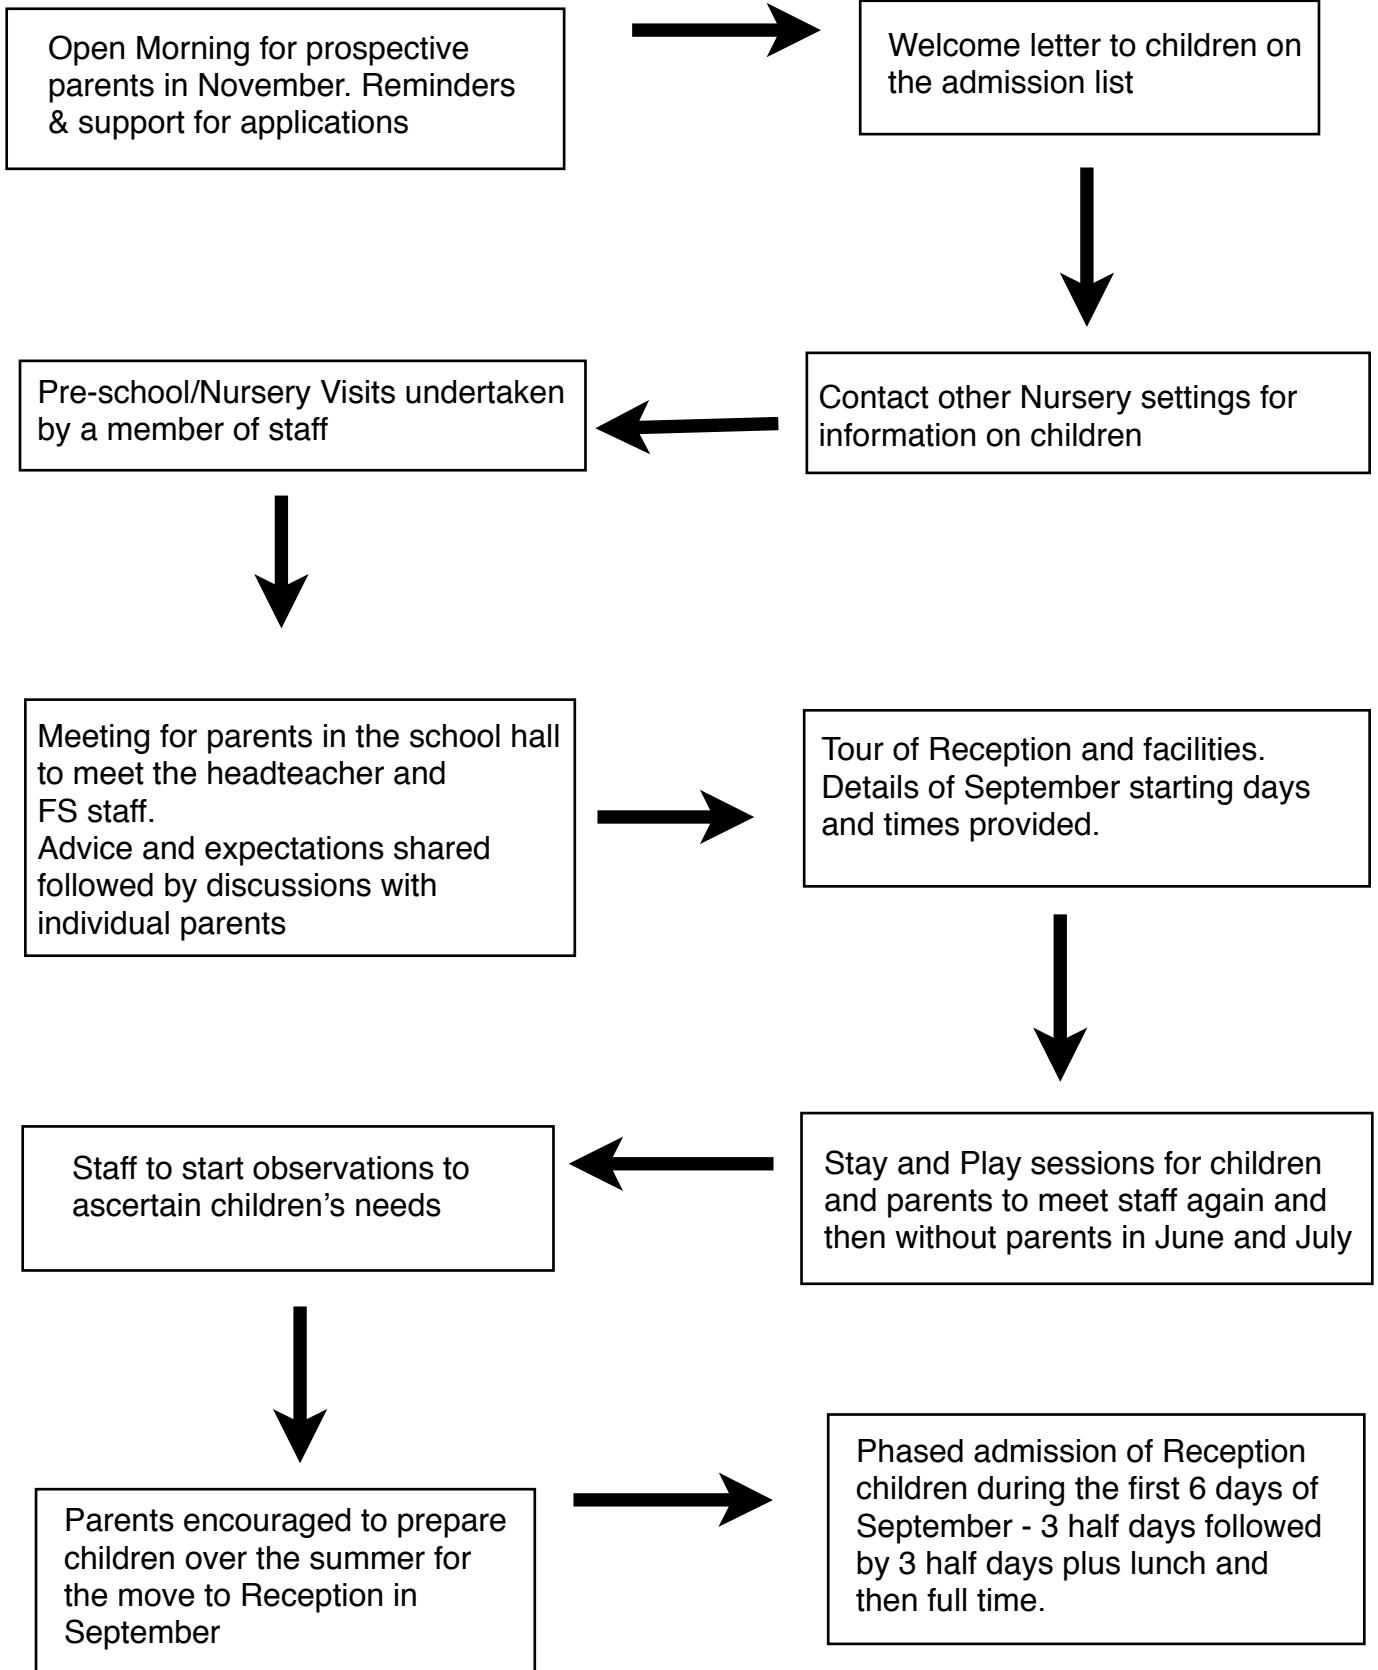 Open Morning for prospective
parents in November. Reminders
& support for applications
Welcome letter to children on
the admission list
Contact other Nursery settings for
information on children
Pre-school/Nursery Visits undertaken
by a member of staff
Meeting for parents in the school hall
to meet the headteacher and
FS staff.
Advice and expectations shared
followed by discussions with
individual parents
Tour of Reception and facilities.
Details of September starting days
and times provided.
Stay and Play sessions for children
and parents to meet staff again and
then without parents in June and July
Staff to start observations to
ascertain children’s needs
Parents encouraged to prepare
children over the summer for
the move to Reception in
September
Phased admission of Reception
children during the first 6 days of
September - 3 half days followed
by 3 half days plus lunch and
then full time.